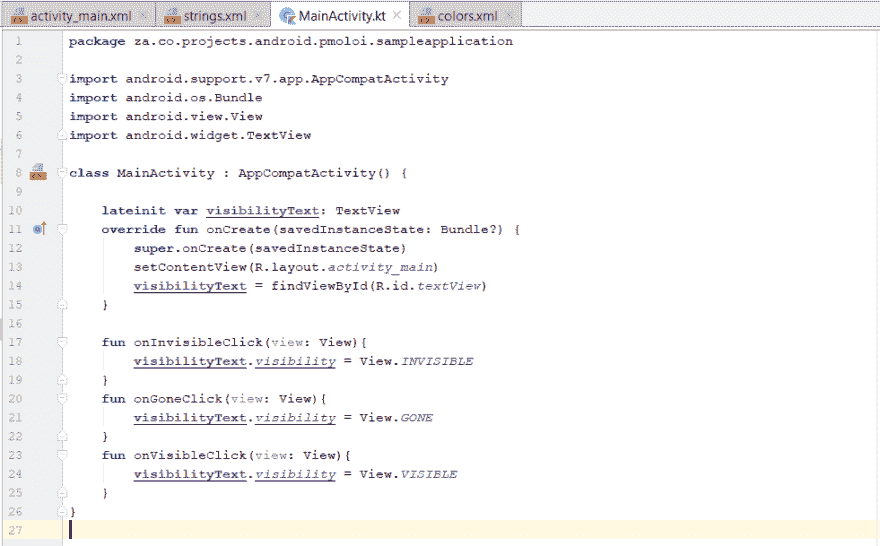 activity_main.xml × strings.xml × MainActivity.kt × colors.xml ×
1 package za.co.projects.android.pmoloi.sampleapplication
2
3 import android.support.v7.app.AppCompatActivity
4 import android.os.Bundle
5 import android.view.View
6 import android.widget.TextView
7
8 class MainActivity : AppCompatActivity() {
9
10 lateinit var visibilityText: TextView
11 override fun onCreate(savedInstanceState: Bundle?) {
12 super.onCreate(savedInstanceState)
13 setContentView(R.layout.activity_main)
14 visibilityText = findViewById(R.id.textView)
15 }
16
17 fun onInvisibleClick(view: View){
18 visibilityText.visibility = View.INVISIBLE
19 }
20 fun onGoneClick(view: View){
21 visibilityText.visibility = View.GONE
22 }
23 fun onVisibleClick(view: View){
24 visibilityText.visibility = View.VISIBLE
25 }
26 }
27